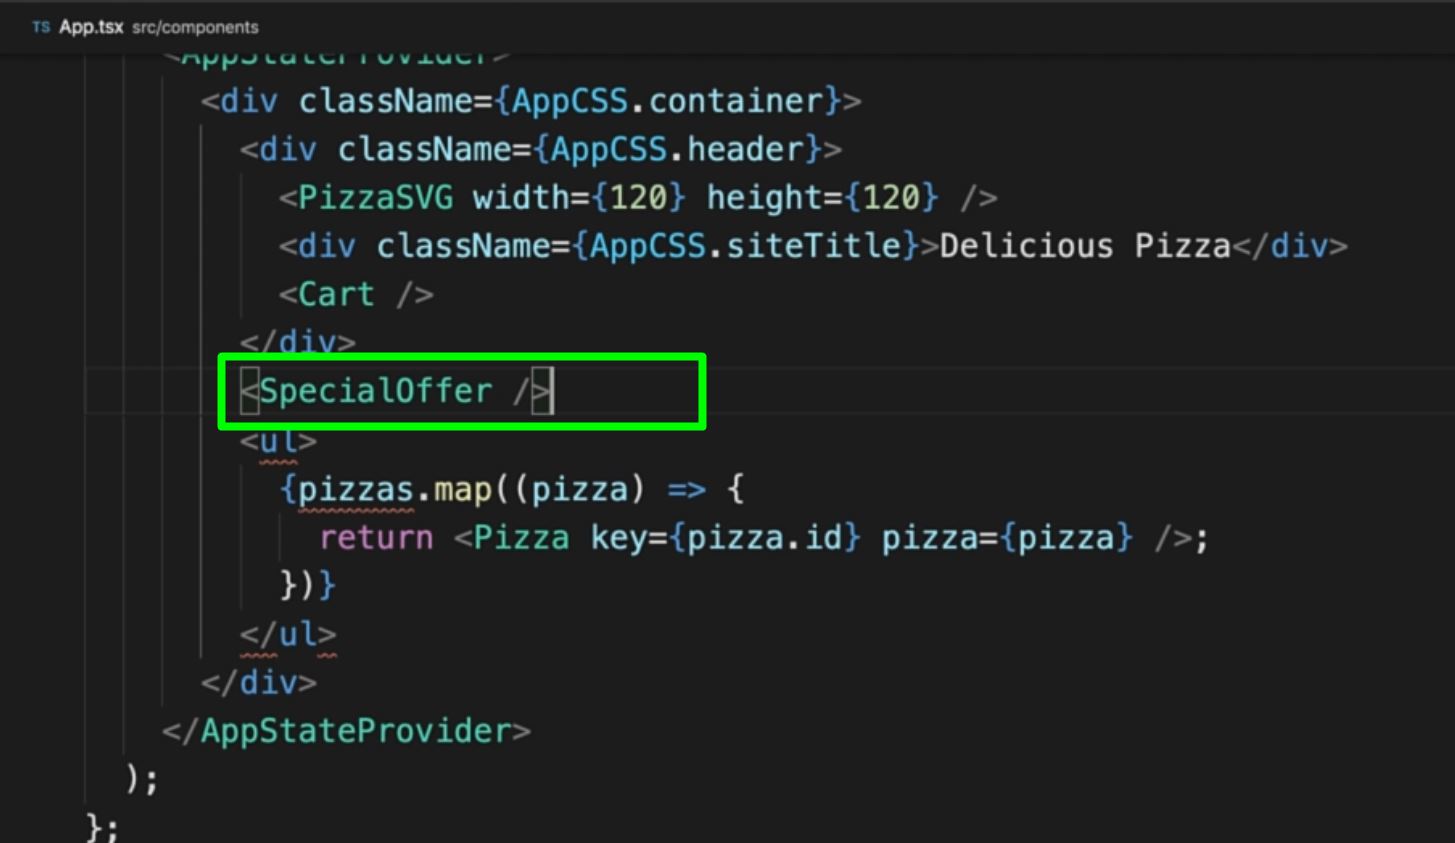 TS App.tsx src/components
<AppStateProvider>
<div className={AppCSS.container}>
<div className={AppCSS.header}>
<PizzaSVG width={120} height={120} />
<div className={AppCSS.siteTitle}>Delicious Pizza</div>
<Cart />
</div>
<SpecialOffer />
<ul>
{pizzas.map((pizza) => {
return <Pizza key={pizza.id} pizza={pizza} />;
})}
</ul>
</div>
</AppStateProvider>
);
};